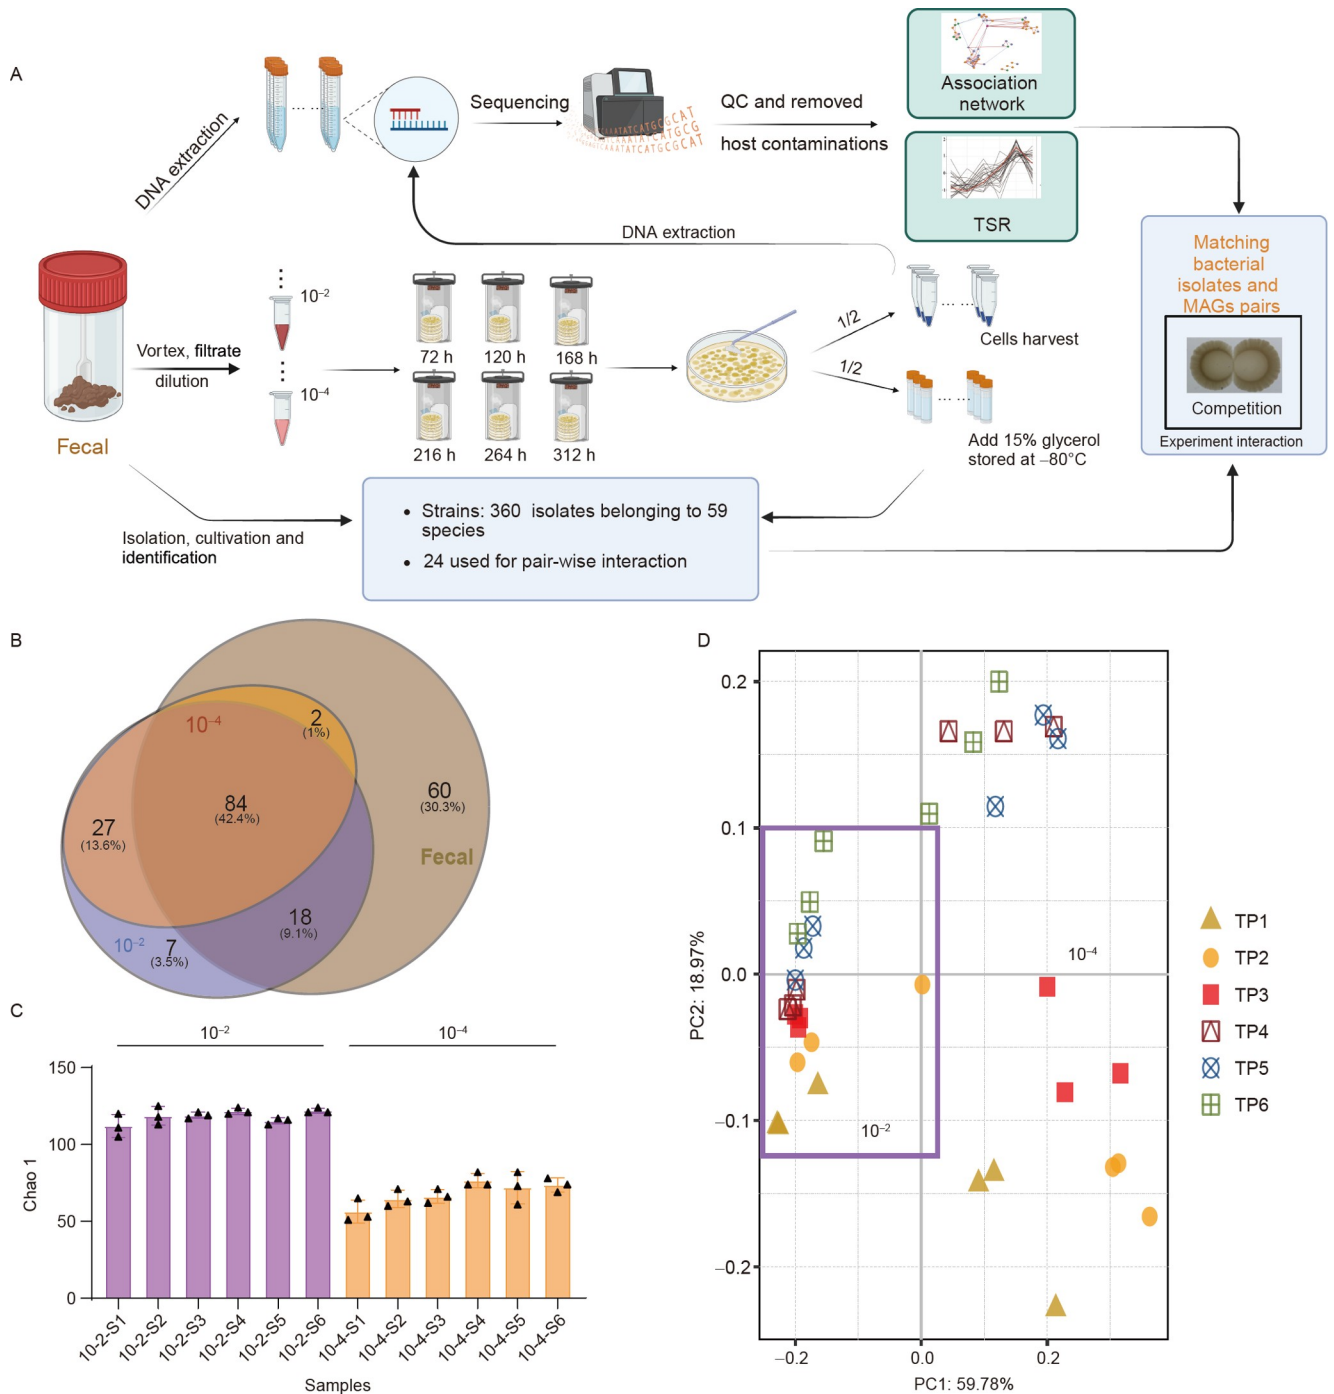 A
DNA extraction
Sequencing
CAAATATCATGCGCAT
CAAATATCATGCG
CAAATATCATGCGCAT
QC and removed
host contaminations
Association
network
TSR
DNA extraction
Matching
bacterial
isolates and
MAGs pairs
Competition
Experiment interaction
Fecal
Vortex, filtrate
dilution
10⁻²
10⁻⁴
72 h
120 h
168 h
216 h
264 h
312 h
1/2
1/2
Cells harvest
Add 15% glycerol
stored at –80°C
Isolation, cultivation and
identification
• Strains: 360 isolates belonging to 59
species
• 24 used for pair-wise interaction
B
10⁻⁴
2
(1%)
60
(30.3%)
84
(42.4%)
27
(13.6%)
Fecal
18
(9.1%)
10⁻²
7
(3.5%)
C
10⁻²
10⁻⁴
150
100
50
0
Chao 1
10-2-S1
10-2-S2
10-2-S3
10-2-S4
10-2-S5
10-2-S6
10-4-S1
10-4-S2
10-4-S3
10-4-S4
10-4-S5
10-4-S6
Samples
D
0.2
0.1
0.0
–0.1
–0.2
PC2: 18.97%
10⁻⁴
10⁻²
–0.2
0.0
0.2
PC1: 59.78%
TP1
TP2
TP3
TP4
TP5
TP6